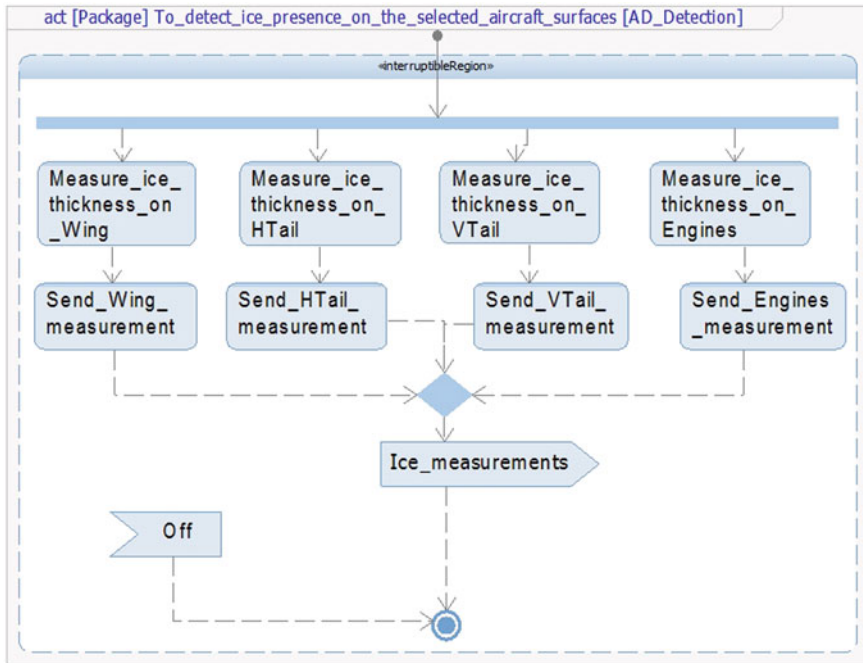 act [Package] To_detect_ice_presence_on_the_selected_aircraft_surfaces [AD_Detection]
«interruptibleRegion»
Measure_ice_
thickness_on
_Wing
Measure_ice_
thickness_on_
HTail
Measure_ice_
thickness_on_
VTail
Measure_ice_
thickness_on_
Engines
Send_Wing_
measurement
Send_HTail_
measurement
Send_VTail_
measurement
Send_Engines
_measurement
Ice_measurements
Off